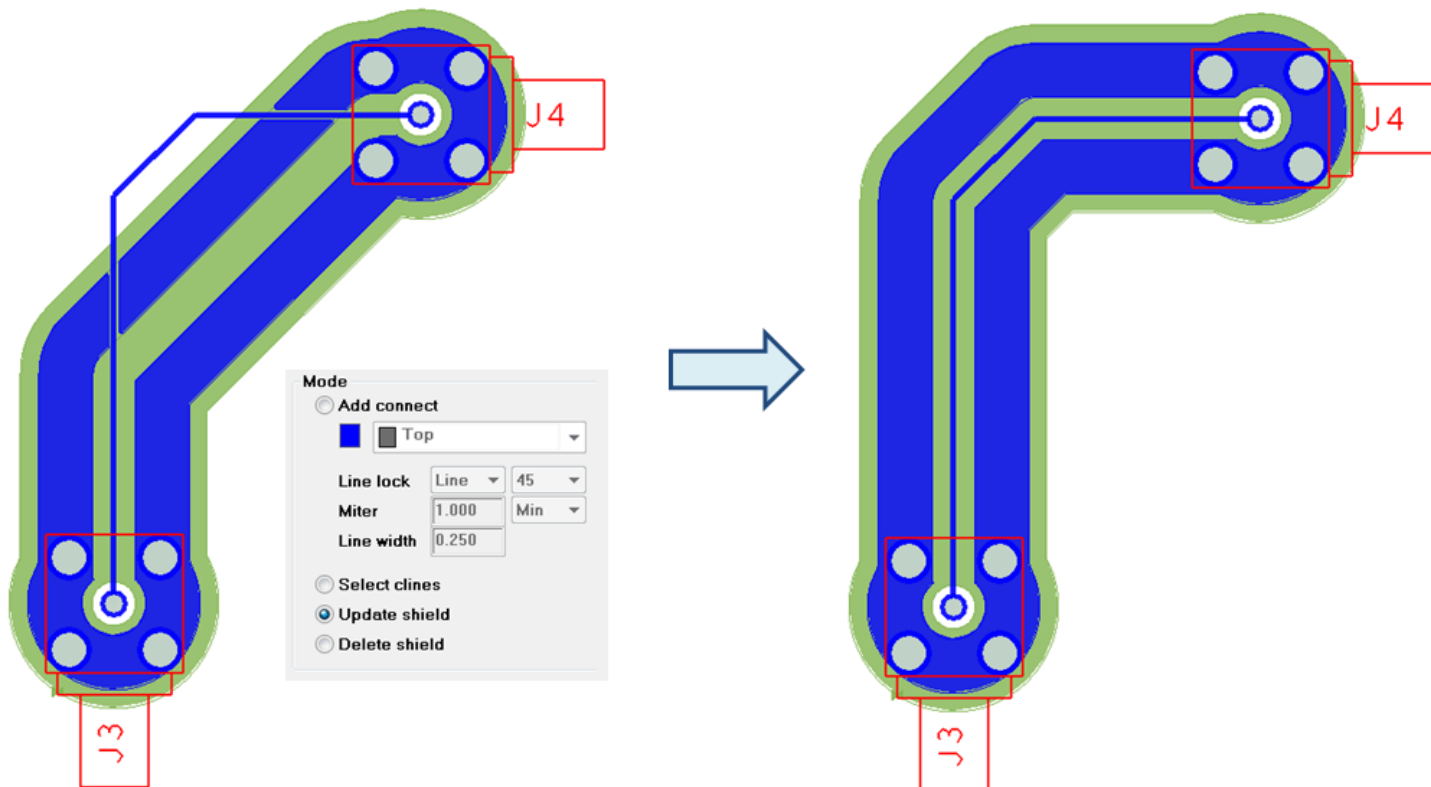 J4
J4
Mode
Add connect
Top
Line lock Line 45
Miter 1.000 Min
Line width 0.250
Select clines
Update shield
Delete shield
J3
J3